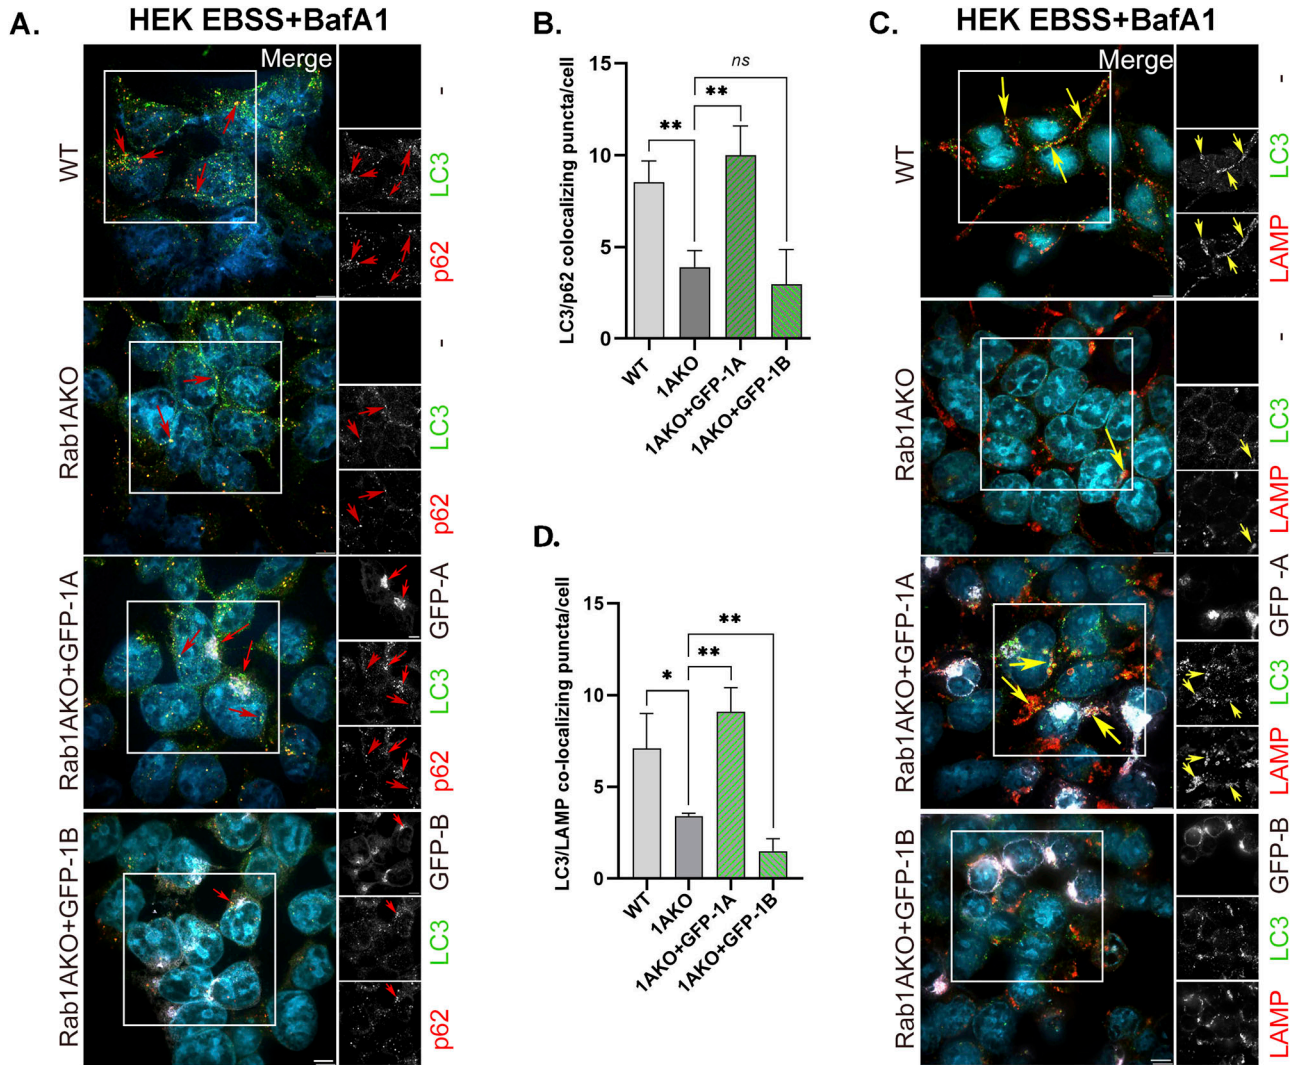 A.
HEK EBSS+BafA1
Merge
WT
-
LC3
p62
Rab1AKO
-
LC3
p62
Rab1AKO+GFP-1A
GFP-A
LC3
p62
Rab1AKO+GFP-1B
GFP-B
LC3
p62
B.
LC3/p62 colocalizing puncta/cell
15
10
5
0
**
**
ns
WT
1AKO
1AKO+GFP-1A
1AKO+GFP-1B
D.
LC3/LAMP co-localizing puncta/cell
15
10
5
0
*
**
**
WT
1AKO
1AKO+GFP-1A
1AKO+GFP-1B
C.
HEK EBSS+BafA1
Merge
WT
-
LC3
LAMP
Rab1AKO
-
LC3
LAMP
Rab1AKO+GFP-1A
GFP -A
LC3
LAMP
Rab1AKO+GFP-1B
GFP-B
LC3
LAMP